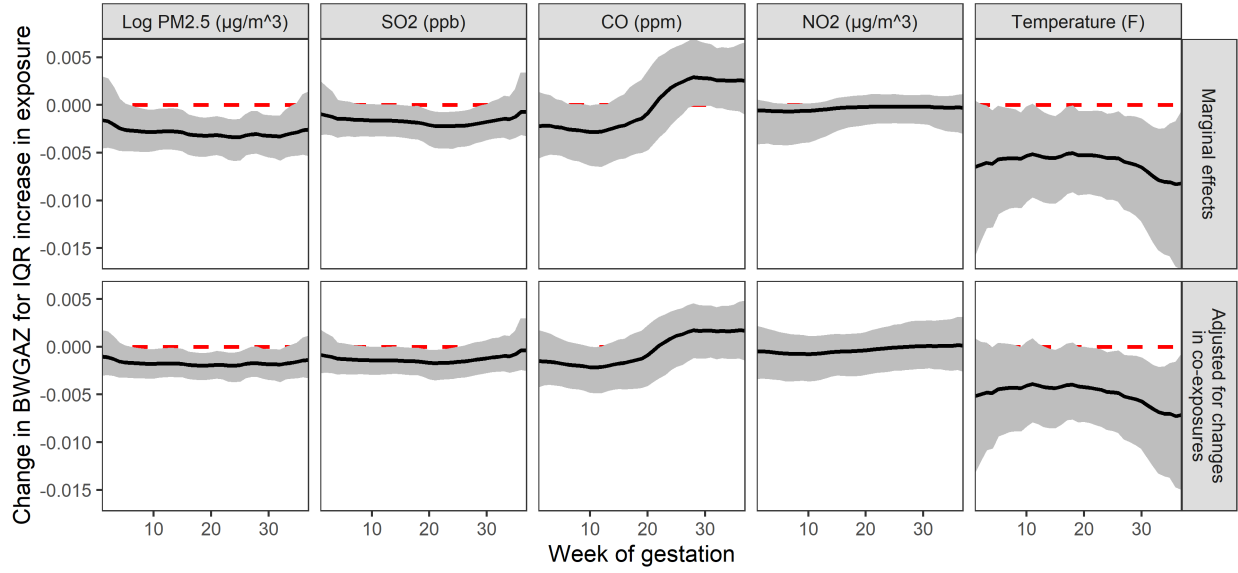 Log PM2.5 (µg/m^3)
SO2 (ppb)
CO (ppm)
NO2 (µg/m^3)
Temperature (F)
Change in BWGAZ for IQR increase in exposure
0.005
0.000
-0.005
-0.010
-0.015
Marginal effects
0.005
0.000
-0.005
-0.010
-0.015
Adjusted for changes
in co-exposures
10 20 30
10 20 30
10 20 30
10 20 30
10 20 30
Week of gestation